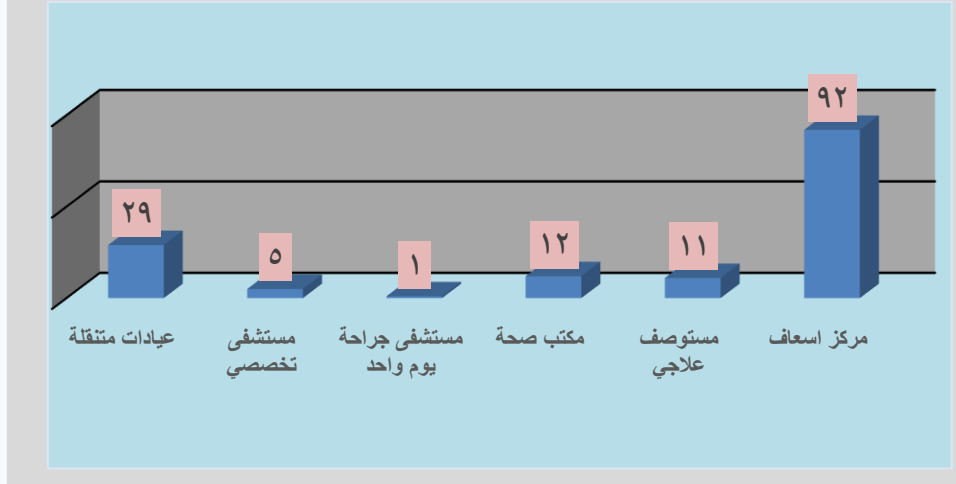 ٩٢
٢٩
١٢
١١
٥
١
مركز اسعاف
مستوصف
علاجي
مكتب صحة
مستشفى جراحة
يوم واحد
مستشفى
تخصصي
عيادات متنقلة